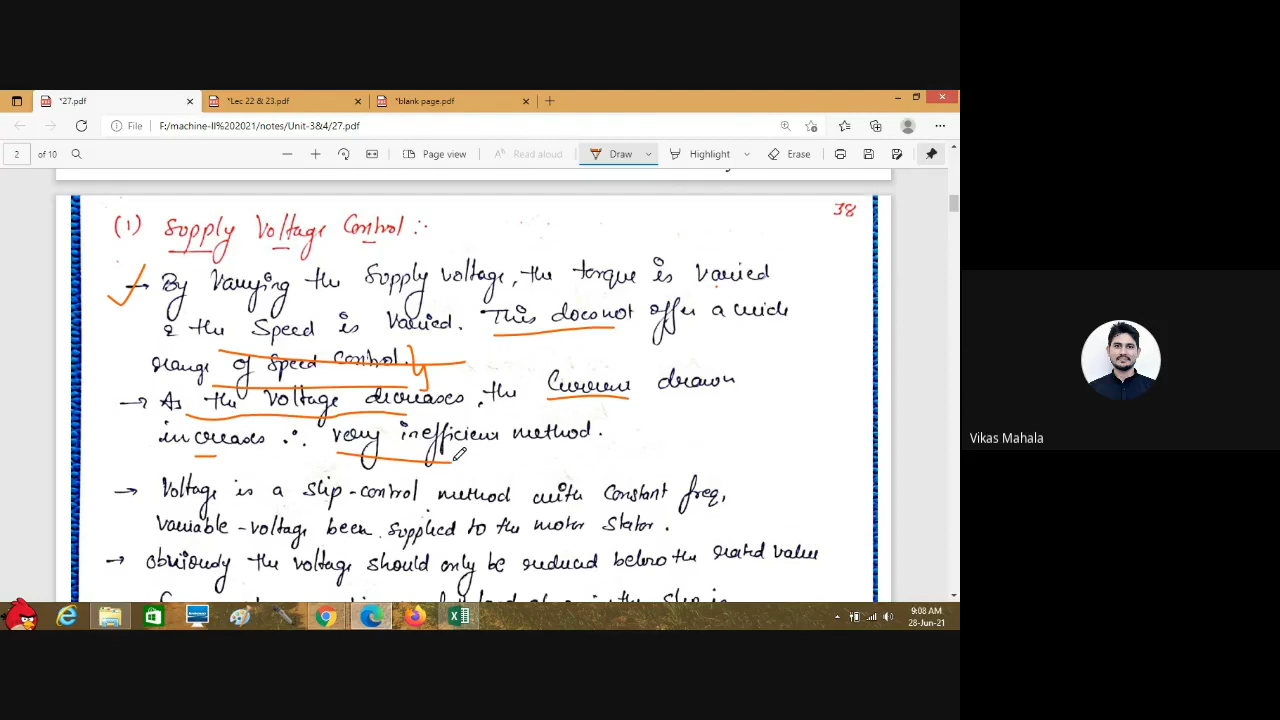 *27.pdf
*Lec 22 & 23.pdf
*blank page.pdf
File
F:/machine-II%202021/notes/Unit-3&4/27.pdf
2 of 10
Page view
Read aloud
Draw
Highlight
Erase
38
(1) Supply Voltage Control :-
→ By Varying the Supply voltage, the torque is varied
& the Speed is Varied. This doesnot offer a wide
range of Speed control.
→ As the voltage decreases, the Current drawn
increases ∴ very inefficient method.
→ Voltage is a slip-control method with constant freq,
variable-voltage been supplied to the motor stator.
→ obviously the voltage should only be reduced below the rated value
Vikas Mahala
9:08 AM
28-Jun-21